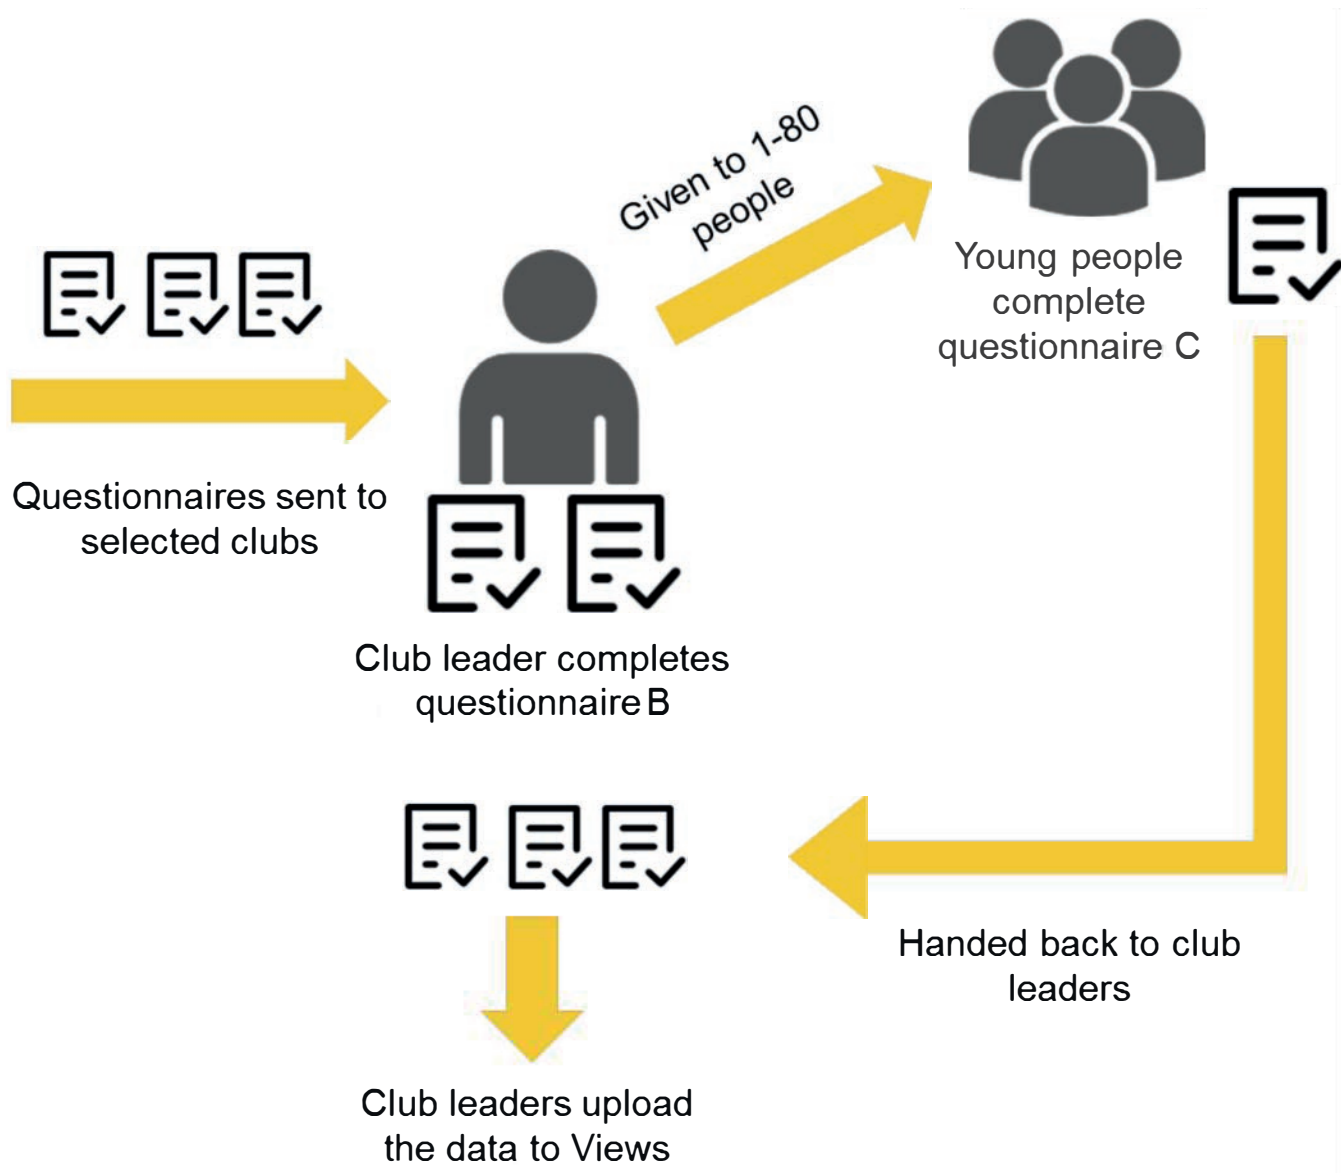 Given to 1-80
people
Young people
complete
questionnaire C
Questionnaires sent to
selected clubs
Club leader completes
questionnaire B
Handed back to club
leaders
Club leaders upload
the data to Views